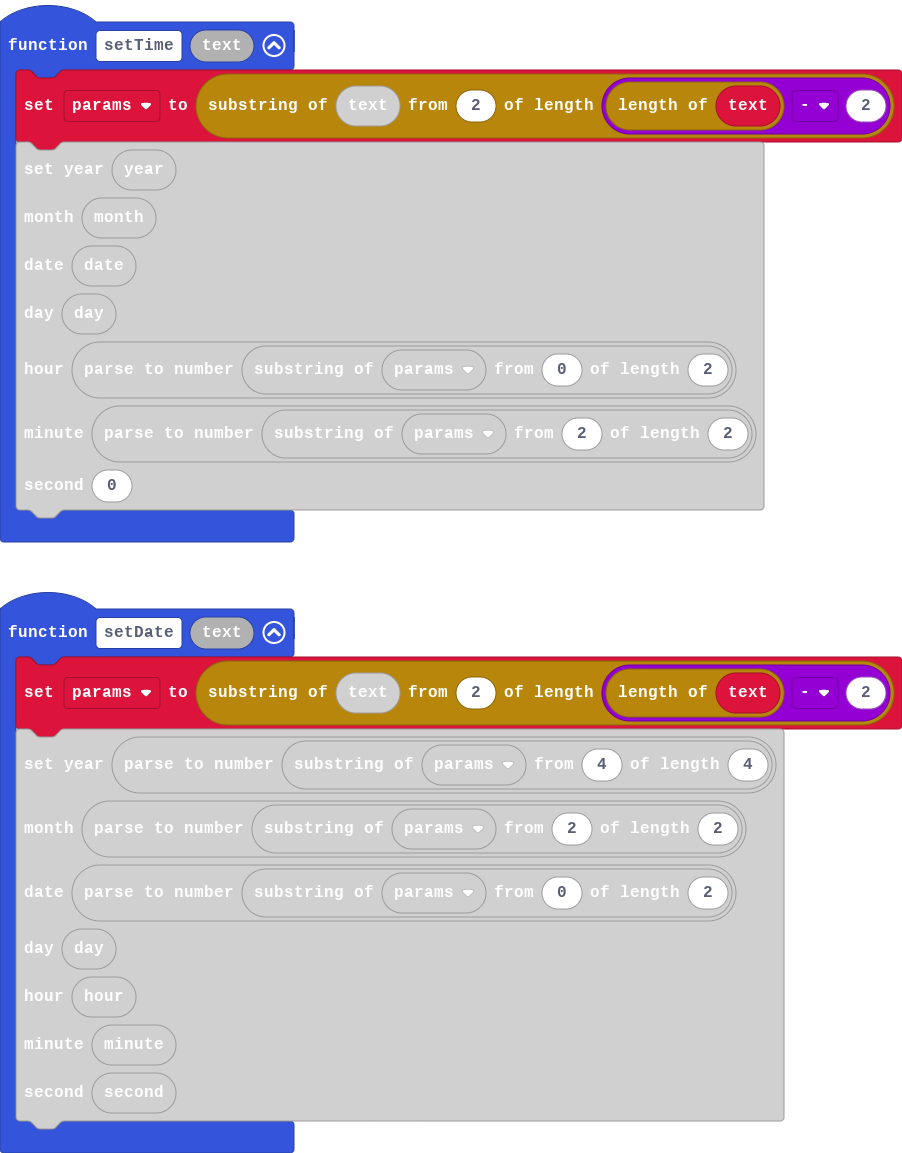 function setTime text
set params to substring of text from 2 of length length of text - 2
set year year
month month
date date
day day
hour parse to number substring of params from 0 of length 2
minute parse to number substring of params from 2 of length 2
second 0
function setDate text
set params to substring of text from 2 of length length of text - 2
set year parse to number substring of params from 4 of length 4
month parse to number substring of params from 2 of length 2
date parse to number substring of params from 0 of length 2
day day
hour hour
minute minute
second second